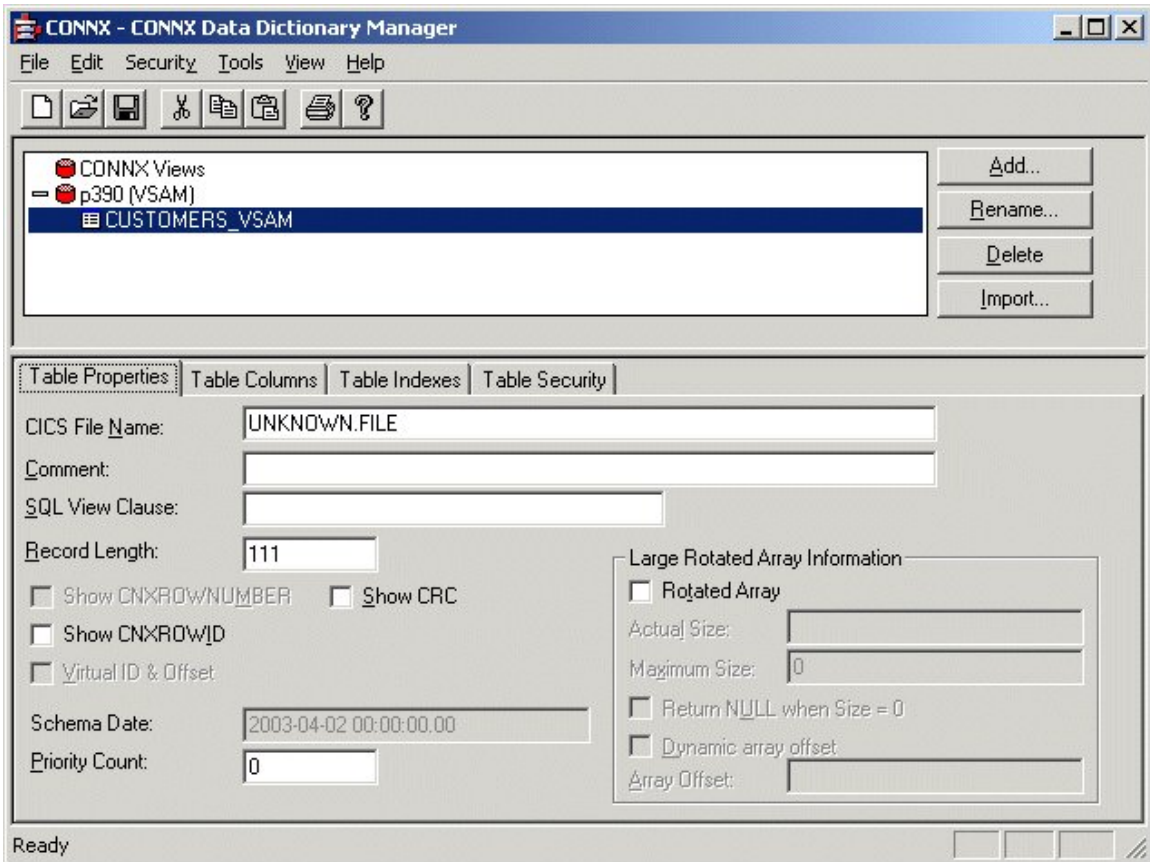 CONNX - CONNX Data Dictionary Manager
File Edit Security Tools View Help
CONNX Views
p390 (VSAM)
CUSTOMERS_VSAM
Add...
Rename...
Delete
Import...
Table Properties Table Columns Table Indexes Table Security
CICS File Name: UNKNOWN.FILE
Comment:
SQL View Clause:
Record Length: 111
Show CNXROWNUMBER Show CRC
Show CNXROWID
Virtual ID & Offset
Schema Date: 2003-04-02 00:00:00.00
Priority Count: 0
Large Rotated Array Information
Rotated Array
Actual Size:
Maximum Size: 0
Return NULL when Size = 0
Dynamic array offset
Array Offset:
Ready